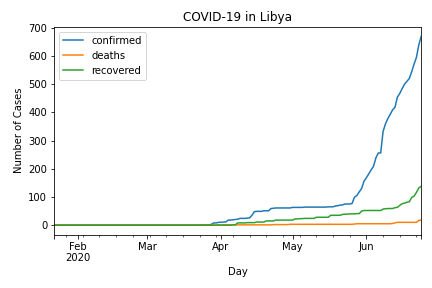 COVID-19 in Libya
confirmed
deaths
recovered
Number of Cases
700
600
500
400
300
200
100
0
Feb
2020
Mar
Apr
May
Jun
Day